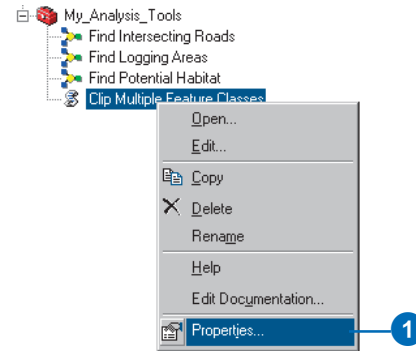 My_Analysis_Tools
Find Intersecting Roads
Find Logging Areas
Find Potential Habitat
Clip Multiple Feature Classes
Open...
Edit...
Copy
Delete
Rename
Help
Edit Documentation...
Properties...
1